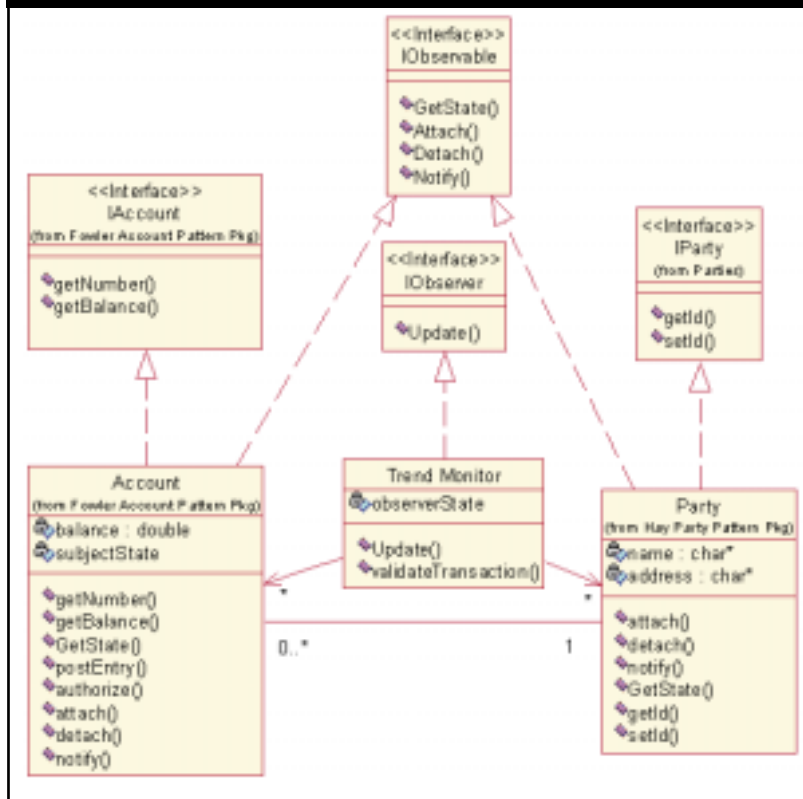 <<Interface>>
IObservable
GetState()
Attach()
Detach()
Notify()
<<Interface>>
IAccount
(from Fowler Account Pattern Pkg)
getNumber()
getBalance()
<<Interface>>
IObserver
Update()
<<Interface>>
IParty
(from Parties)
getId()
setId()
Account
(from Fowler Account Pattern Pkg)
balance : double
subjectState
getNumber()
getBalance()
GetState()
postEntry()
authorize()
attach()
detach()
notify()
Trend Monitor
observerState
Update()
validateTransaction()
Party
(from Hay Party Pattern Pkg)
name : char*
address : char*
attach()
detach()
notify()
GetState()
getId()
setId()
*
*
0..*
1